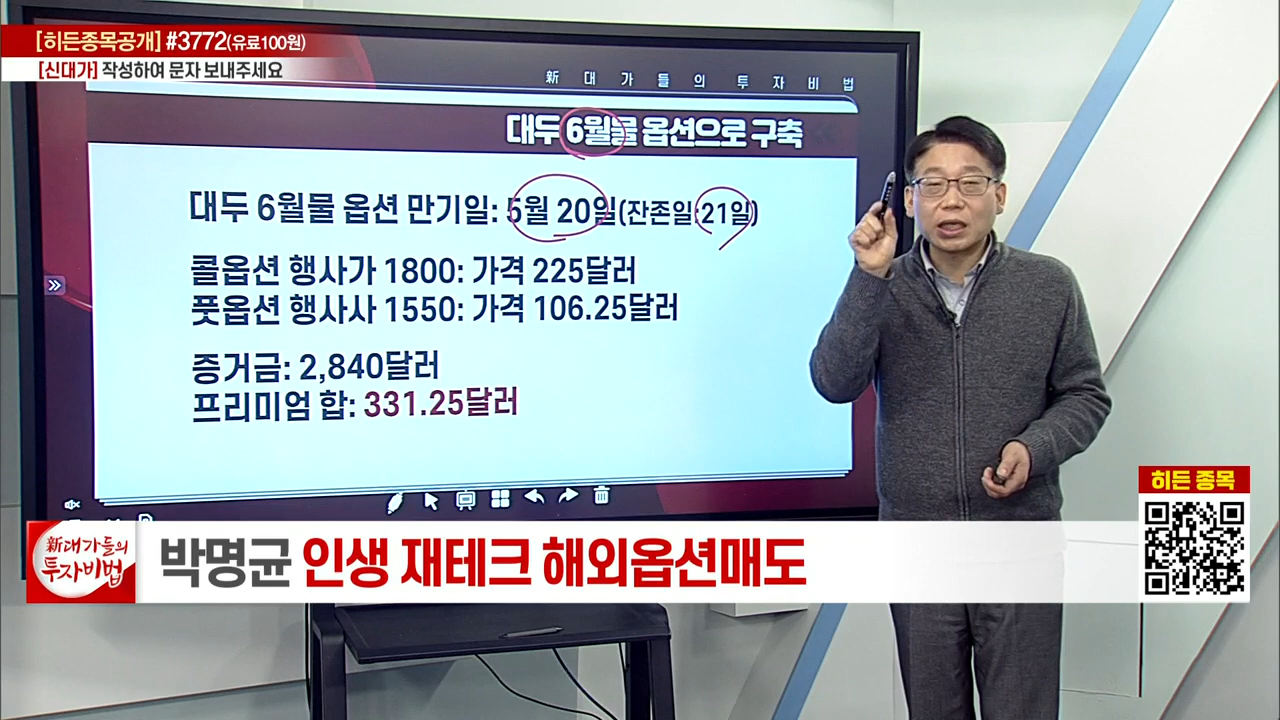 [히든종목공개] #3772(유료100원)
[신대가] 작성하여 문자 보내주세요
新 대 가 들 의 투 자 비 법
대두 6월물 옵션으로 구축
대두 6월물 옵션 만기일: 5월 20일(잔존일:21일)
콜옵션 행사가 1800: 가격 225달러
풋옵션 행사사 1550: 가격 106.25달러
증거금: 2,840달러
프리미엄 합: 331.25달러
히든 종목
新대가들의
투자비법
박명균 인생 재테크 해외옵션매도